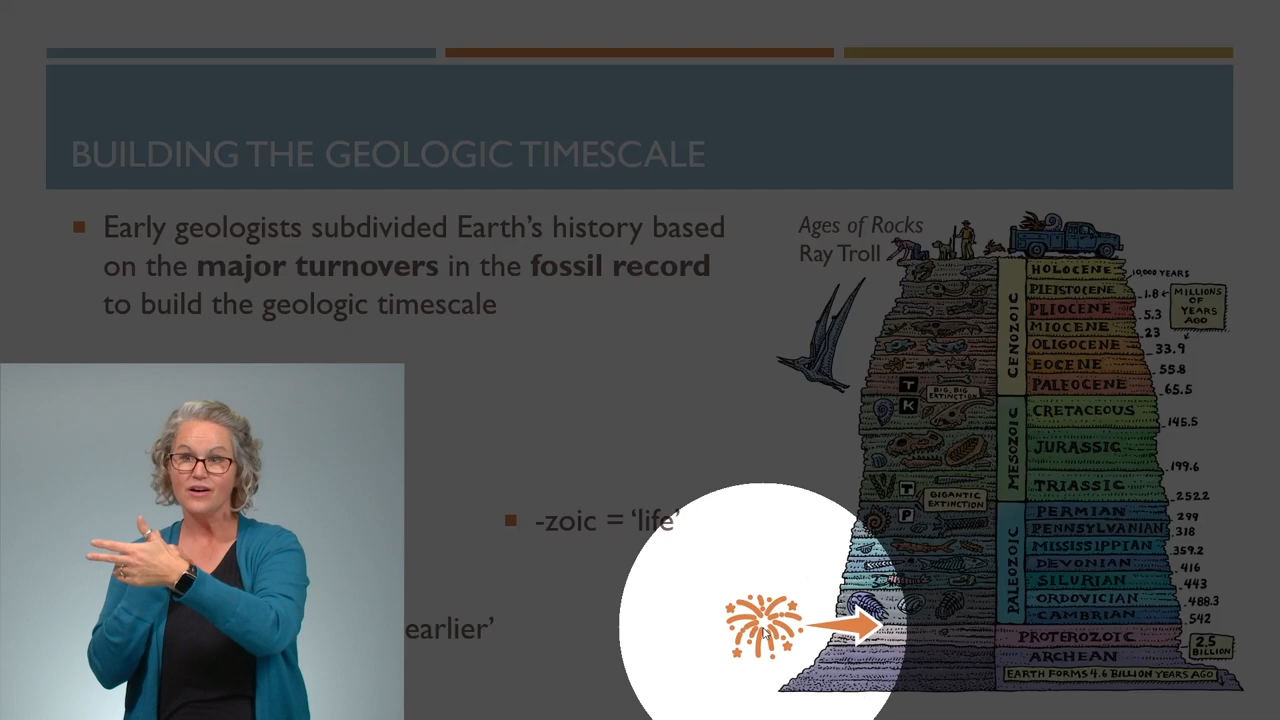 BUILDING THE GEOLOGIC TIMESCALE
Early geologists subdivided Earth's history based
on the major turnovers in the fossil record
to build the geologic timescale
-zoic = 'life'
earlier'
Ages of Rocks
Ray Troll
HOLOCENE
10,000 YEARS
PLEISTOCENE
1.8
MILLIONS
OF
YEARS
AGO
PLIOCENE
5.3
MIOCENE
23
OLIGOCENE
33.9
EOCENE
55.8
PALEOCENE
65.5
CENOZOIC
T
K
BIG, BIG
EXTINCTION
CRETACEOUS
145.5
JURASSIC
199.6
TRIASSIC
252.2
MESOZOIC
T
P
GIGANTIC
EXTINCTION
PERMIAN
299
PENNSYLVANIAN
318
MISSISSIPPIAN
359.2
DEVONIAN
416
SILURIAN
443
ORDOVICIAN
488.3
CAMBRIAN
542
PALEOZOIC
PROTEROZOIC
2.5
BILLION
ARCHEAN
EARTH FORMS 4.6 BILLION YEARS AGO